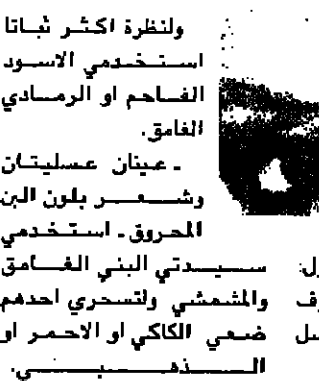 ولنظرة اكثر ثباتا
استخدمي الاسود
الفاحم او الرمادي
الغامق.
ـ عينان عسليتان
وشعر بلون البن
المحروق. استخدمي
سيدتي البني الغامق
والمشمشي ولتسحري احدهم
ضعي الكاكي او الاحمر او
الذهبي.